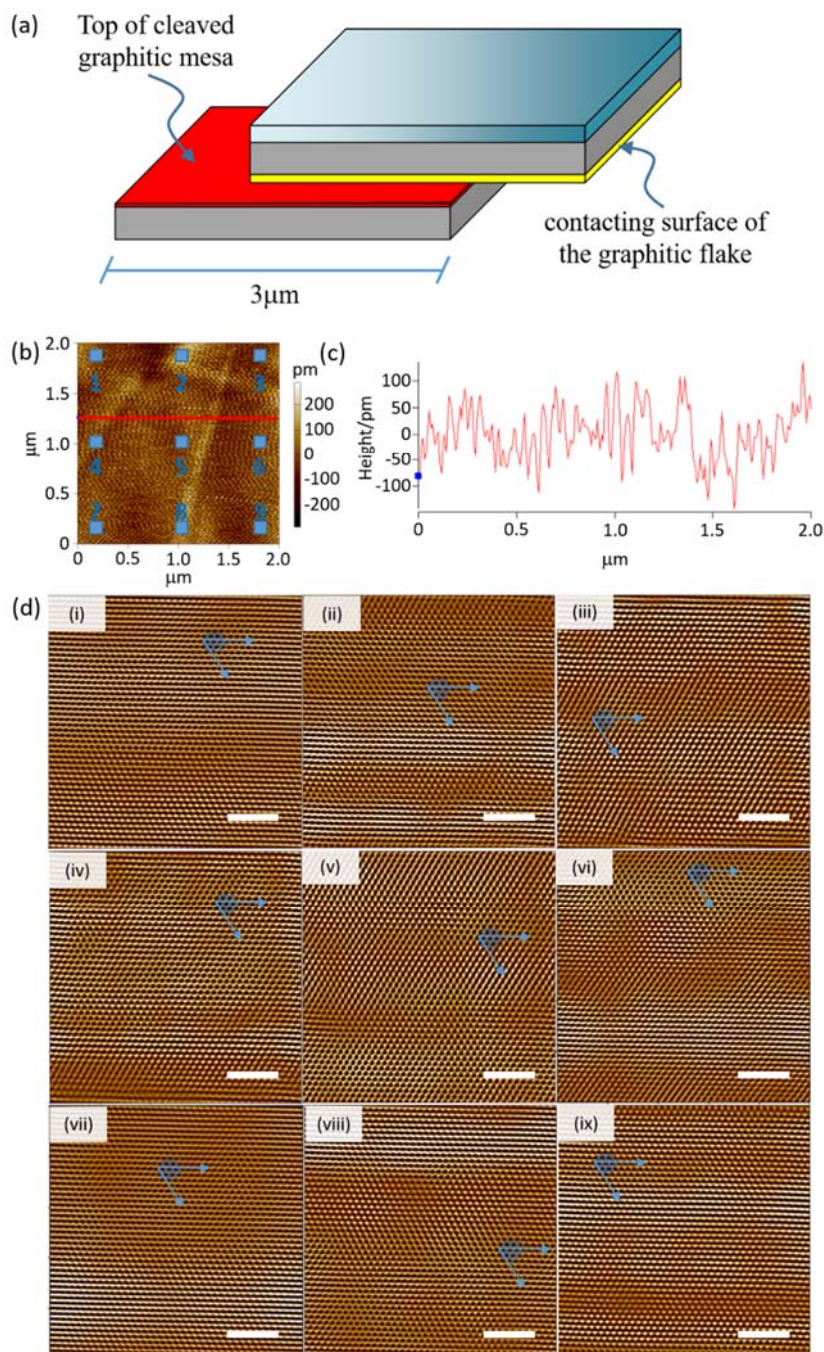 (a)
Top of cleaved
graphitic mesa
contacting surface of
the graphitic flake
3μm
(b)
2.0
1.5
1.0
0.5
0
μm
0
0.5
1.0
1.5
2.0
μm
1
2
3
4
5
6
7
8
9
pm
200
100
0
-100
-200
(c)
Height/pm
100
50
0
-50
-100
0
0.5
1.0
1.5
2.0
μm
(d)
(i)
(ii)
(iii)
(iv)
(v)
(vi)
(vii)
(viii)
(ix)